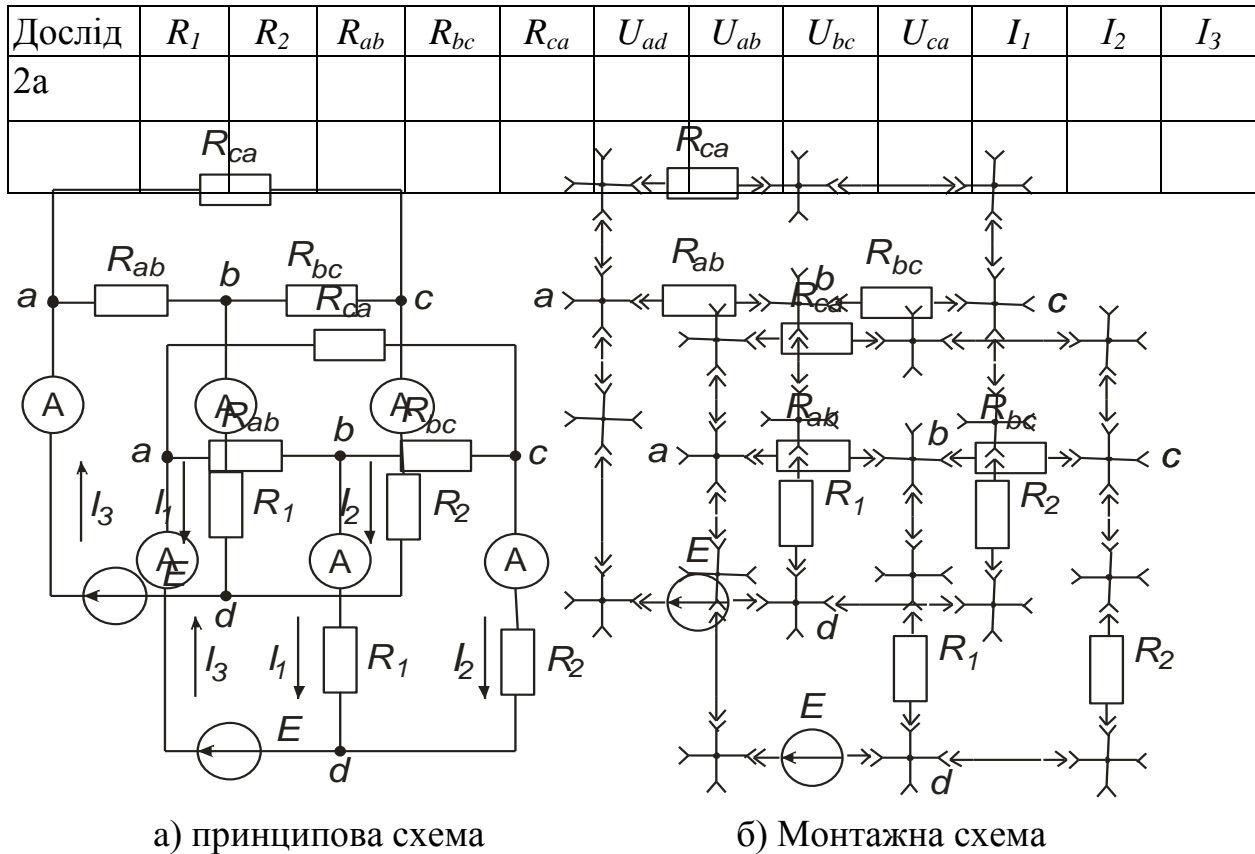 Дослід R1 R2 Rab Rbc Rca Uad Uab Ubc Uca I1 I2 I3
2а
Rca Rca
Rab b Rbc Rab b Rbc
a Rca c a Rca c
A A A
Rab b Rbc Rab b Rbc
a c a c
I3 I1 R1 I2 R2 R1 R2
A A A
E E
d d
I3 I1 R1 I2 R2 R1 R2
E E
d d
а) принципова схема б) Монтажна схема